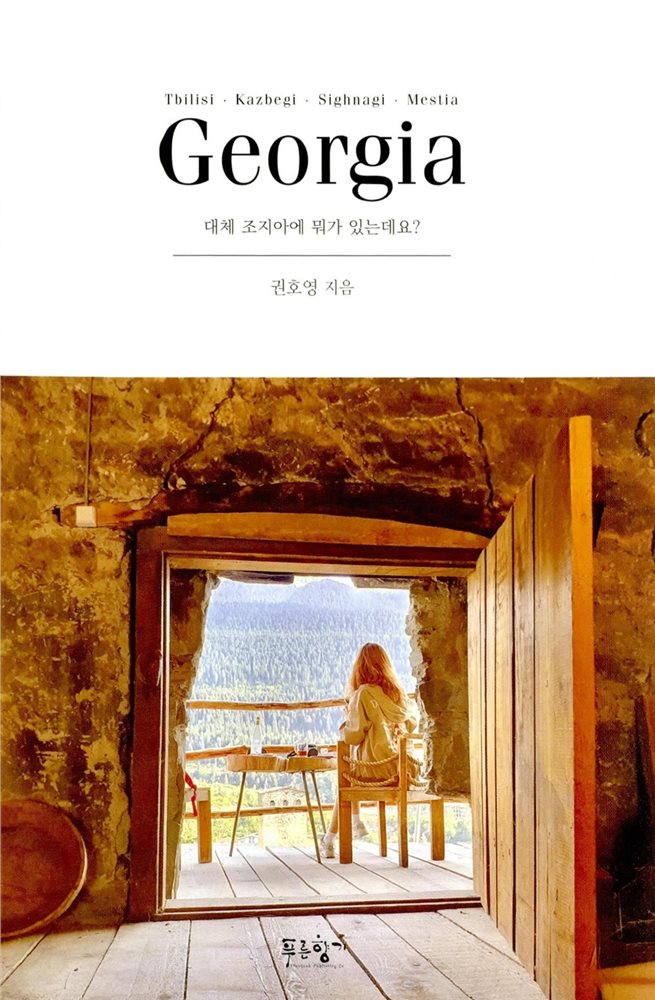 Tbilisi · Kazbegi · Sighnagi · Mestia
Georgia
대체 조지아에 뭐가 있는데요?
권호영 지음
푸른향기